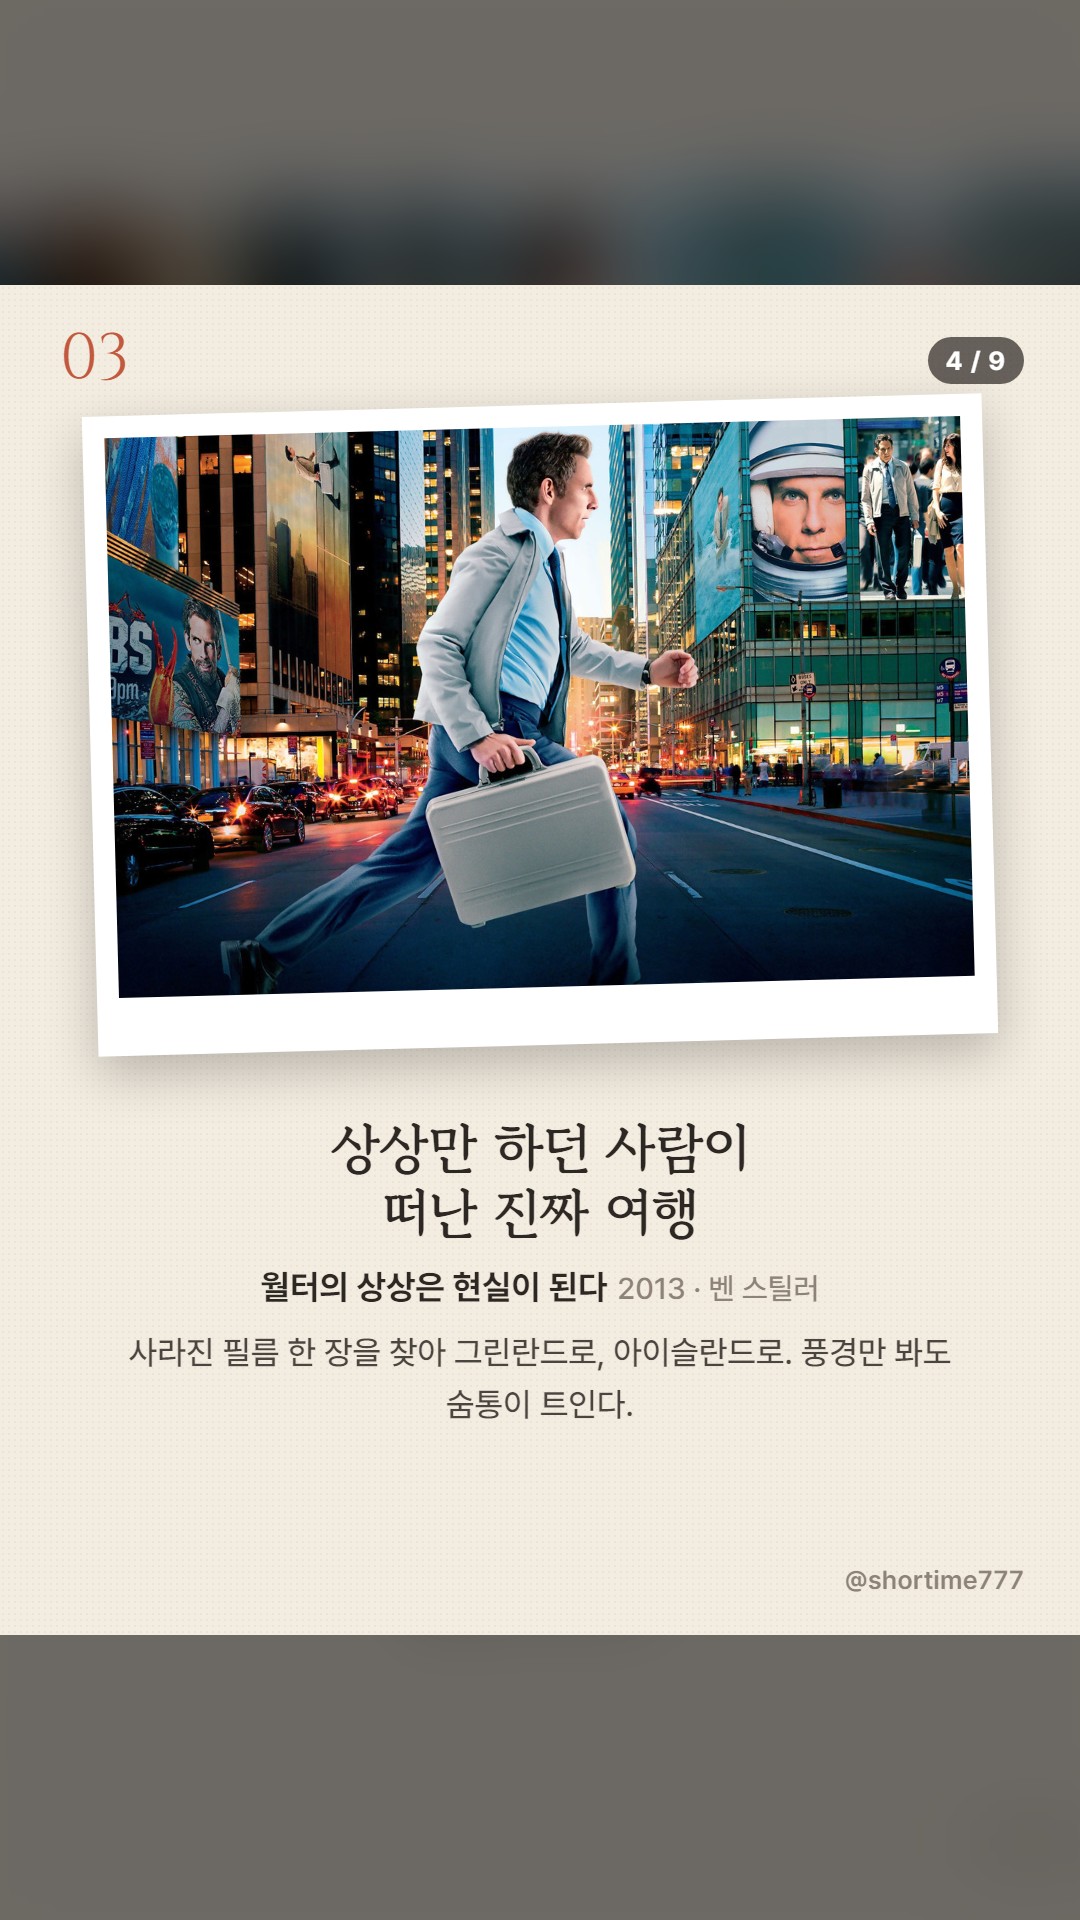 03
4 / 9
BS
9pm
상상만 하던 사람이
떠난 진짜 여행
월터의 상상은 현실이 된다 2013 · 벤 스틸러
사라진 필름 한 장을 찾아 그린란드로, 아이슬란드로. 풍경만 봐도
숨통이 트인다.
@shortime777